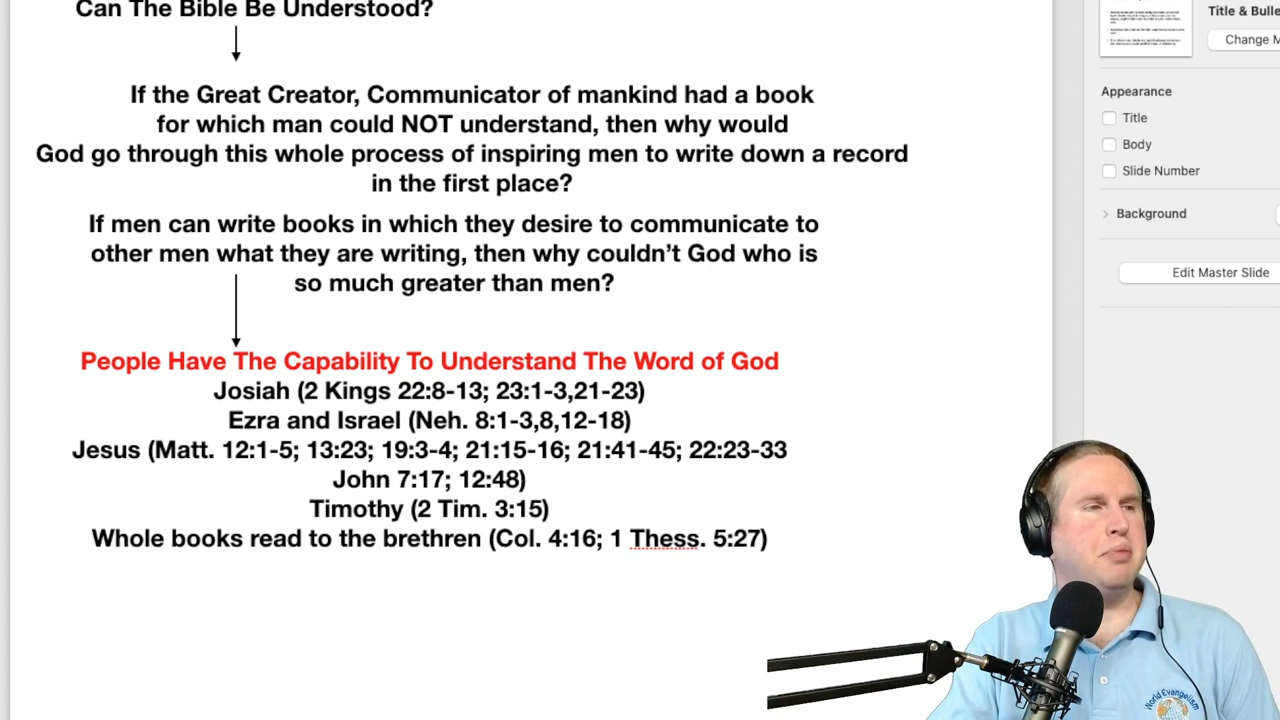 Can The Bible Be Understood?
If the Great Creator, Communicator of mankind had a book
for which man could NOT understand, then why would
God go through this whole process of inspiring men to write down a record
in the first place?
If men can write books in which they desire to communicate to
other men what they are writing, then why couldn't God who is
so much greater than men?
People Have The Capability To Understand The Word of God
Josiah (2 Kings 22:8-13; 23:1-3,21-23)
Ezra and Israel (Neh. 8:1-3,8,12-18)
Jesus (Matt. 12:1-5; 13:23; 19:3-4; 21:15-16; 21:41-45; 22:23-33
John 7:17; 12:48)
Timothy (2 Tim. 3:15)
Whole books read to the brethren (Col. 4:16; 1 Thess. 5:27)
Title & Bulle
Change M
Appearance
Title
Body
Slide Number
Background
Edit Master Slide
World Evangelism